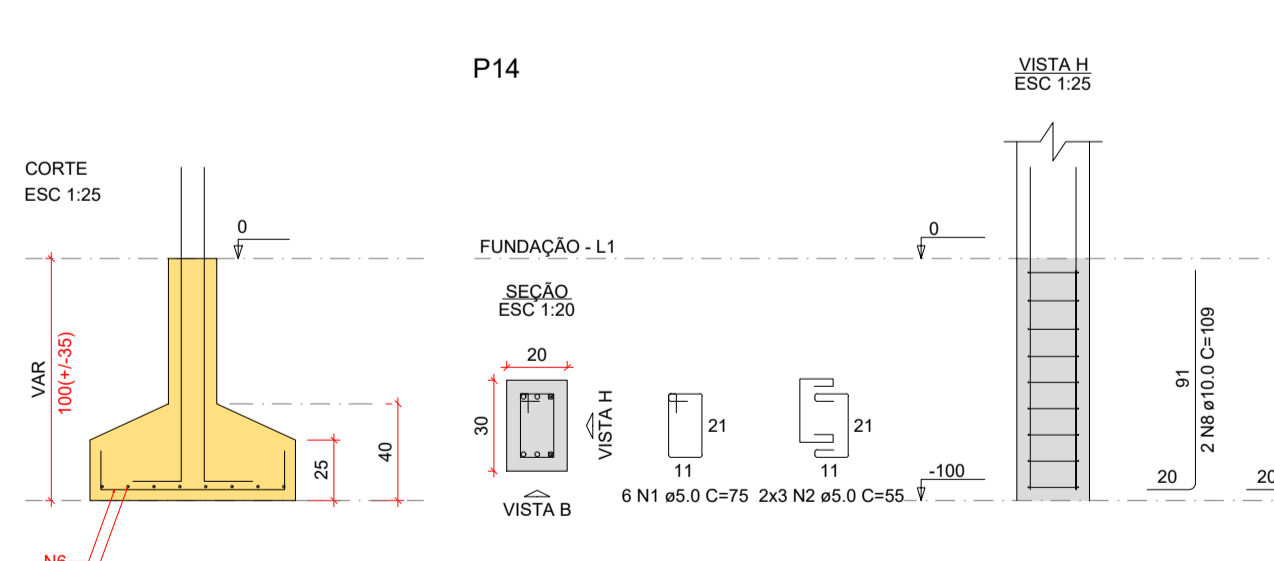 P14
VISTA H
ESC 1:25
CORTE
ESC 1:25
0
FUNDAÇÃO - L1
0
SEÇÃO
ESC 1:20
20
30
VISTA H
VISTA B
21
11
6 N1 ø5.0 C=75
21
11
2x3 N2 ø5.0 C=55
-100
VAR
100(+/-35)
25
40
91
2 N8 ø10.0 C=109
20
20
N6